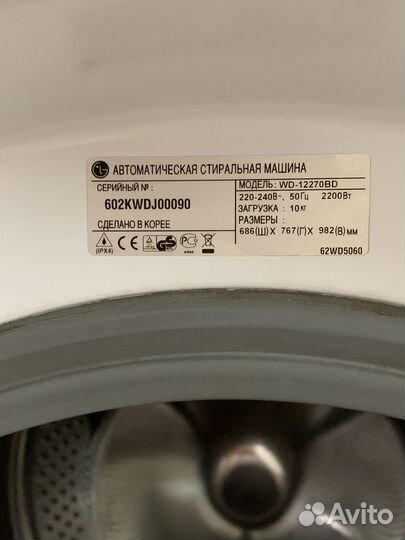 LG АВТОМАТИЧЕСКАЯ СТИРАЛЬНАЯ МАШИНА
СЕРИЙНЫЙ № :
602KWDJ00090
СДЕЛАНО В КОРЕЕ
МОДЕЛЬ: WD-12270BD
220-240В~, 50Гц 2200Вт
ЗАГРУЗКА : 10кг
РАЗМЕРЫ :
686(Ш)X 767(Г)X 982(В)мм
(IPX4)
62WD5060
Avito